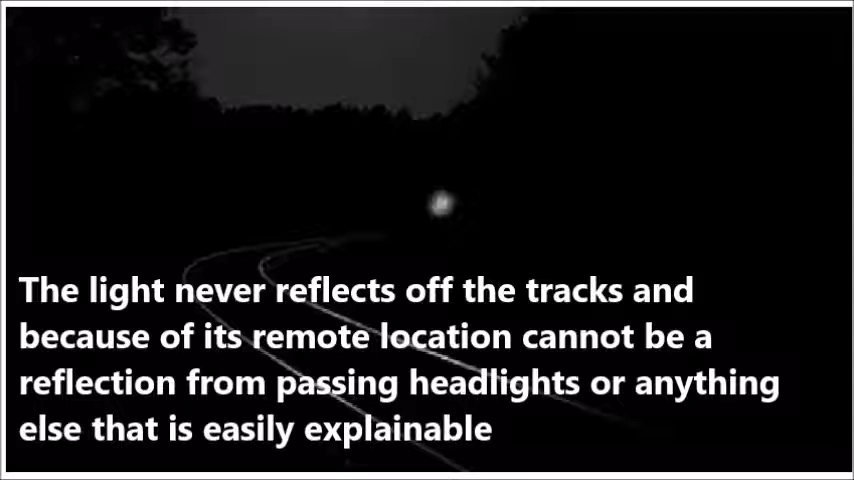 The light never reflects off the tracks and
because of its remote location cannot be a
reflection from passing headlights or anything
else that is easily explainable